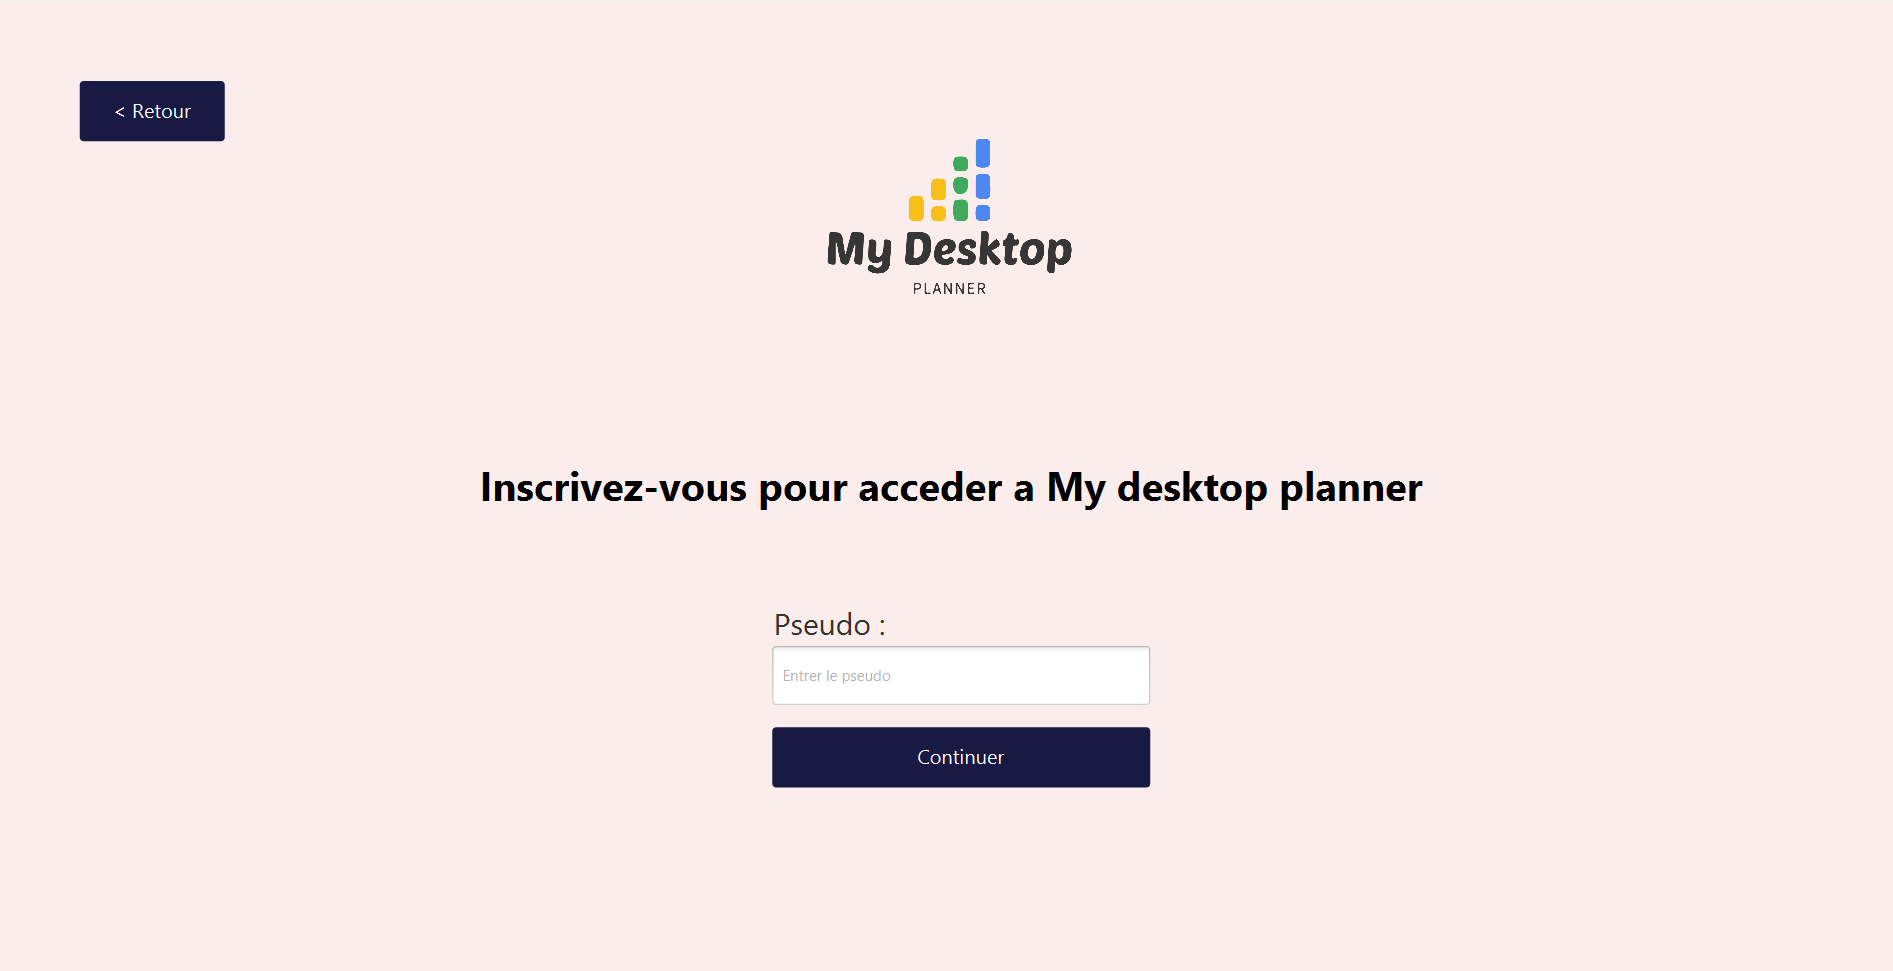 < Retour
My Desktop
PLANNER
Inscrivez-vous pour acceder a My desktop planner
Pseudo :
Entrer le pseudo
Continuer